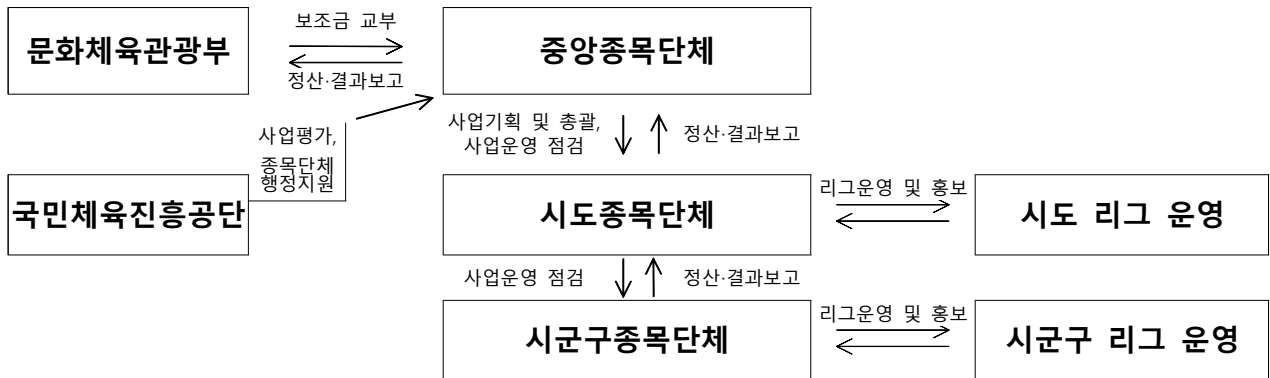 보조금 교부
문화체육관광부
중앙종목단체
정산·결과보고
사업평가,
종목단체
행정지원
사업기획 및 총괄,
사업운영 점검
정산·결과보고
국민체육진흥공단
시도종목단체
리그운영 및 홍보
시도 리그 운영
사업운영 점검
정산·결과보고
시군구종목단체
리그운영 및 홍보
시군구 리그 운영